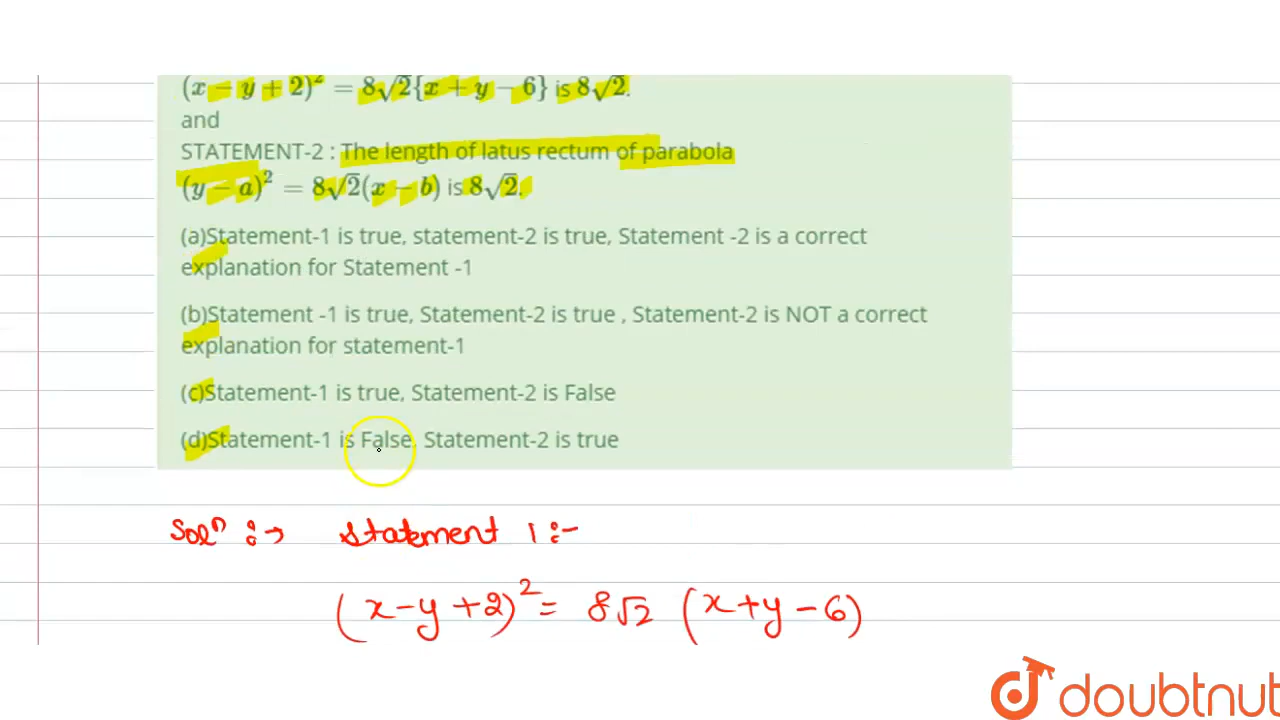 (x − y + 2)² = 8√2{x + y − 6} is 8√2.
and
STATEMENT-2 : The length of latus rectum of parabola
(y − a)² = 8√2(x − b) is 8√2.
(a)Statement-1 is true, statement-2 is true, Statement -2 is a correct
explanation for Statement -1
(b)Statement -1 is true, Statement-2 is true , Statement-2 is NOT a correct
explanation for statement-1
(c)Statement-1 is true, Statement-2 is False
(d)Statement-1 is False, Statement-2 is true
Solⁿ :→ Statement 1 :-
(x-y+2)² = 8√2 (x+y-6)
doubtnut